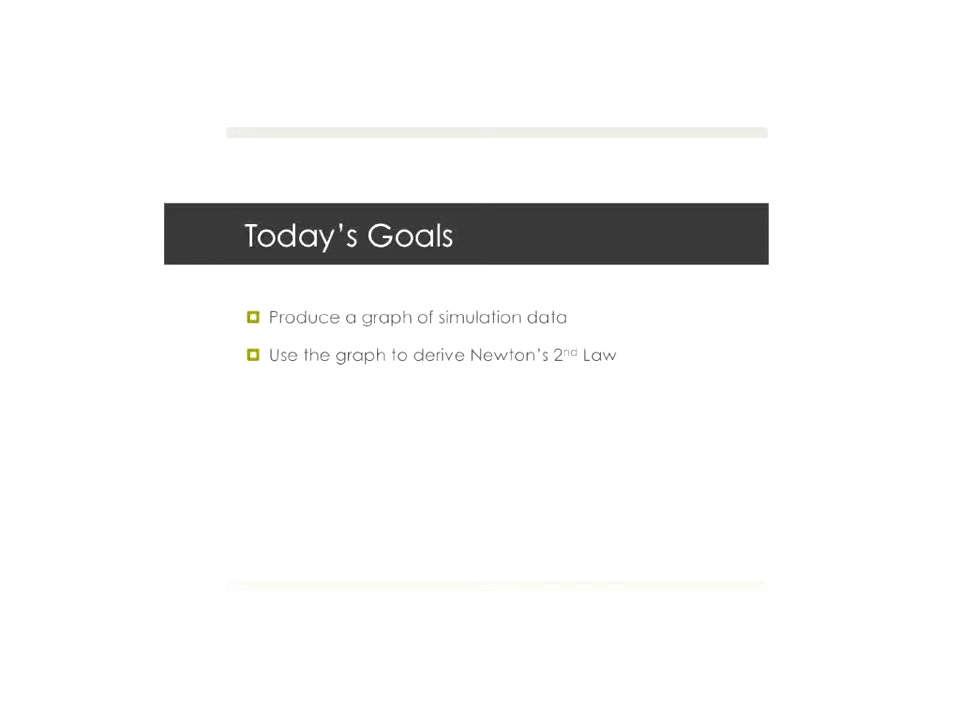 Today’s Goals
Produce a graph of simulation data
Use the graph to derive Newton’s 2nd Law